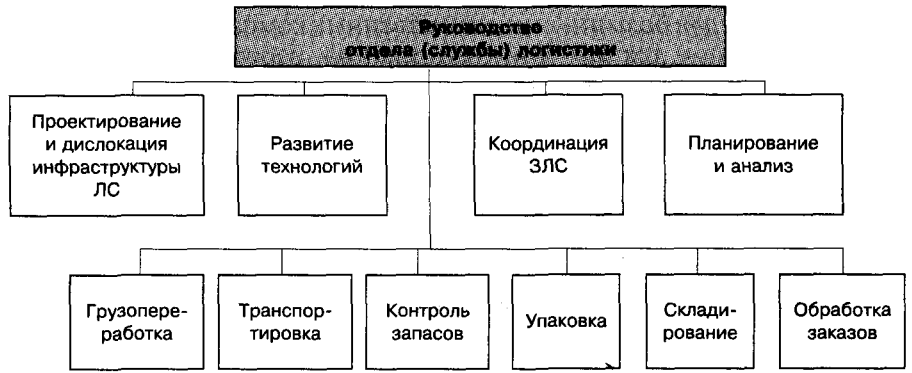 Руководство
отдела (службы) логистики
Проектирование
и дислокация
инфраструктуры
ЛС
Развитие
технологий
Координация
ЗЛС
Планирование
и анализ
Грузопере-
работка
Транспор-
тировка
Контроль
запасов
Упаковка
Склади-
рование
Обработка
заказов